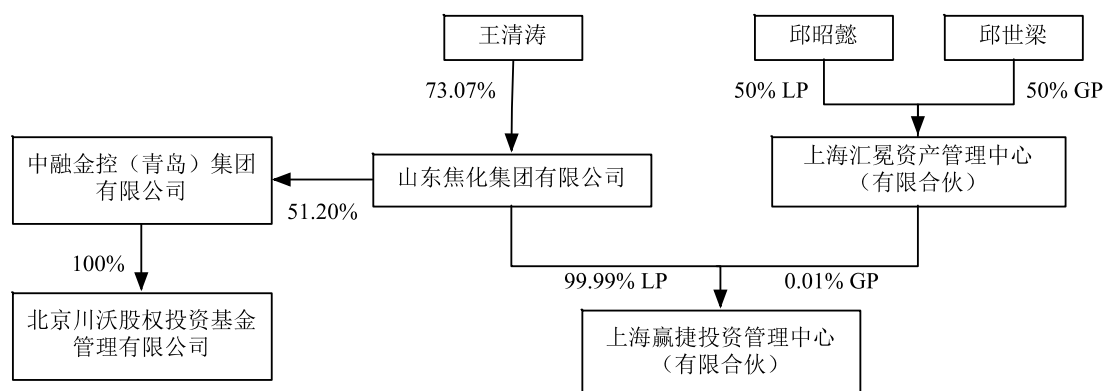 王清涛
邱昭懿
邱世梁
73.07%
50% LP
50% GP
中融金控（青岛）集团
有限公司
山东焦化集团有限公司
上海汇冕资产管理中心
（有限合伙）
51.20%
100%
99.99% LP
0.01% GP
北京川沃股权投资基金
管理有限公司
上海赢捷投资管理中心
（有限合伙）